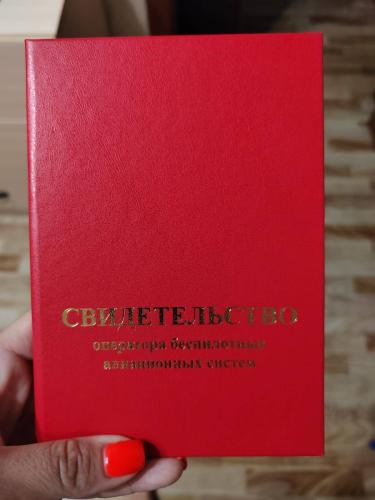 СВИДЕТЕЛЬСТВО
оператора беспилотных
авиационных систем